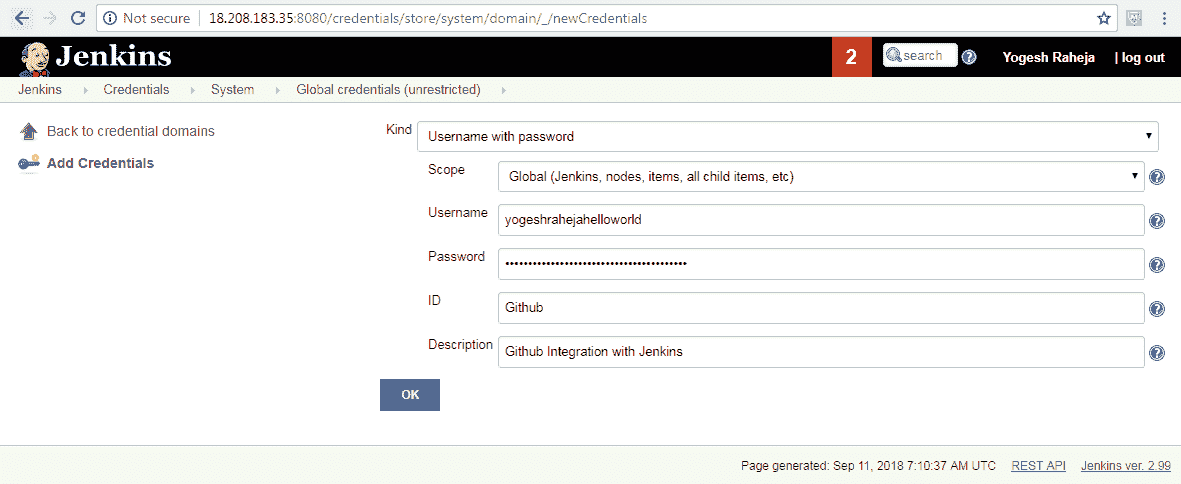 Not secure 18.208.183.35:8080/credentials/store/system/domain/_/newCredentials
Jenkins 2 search Yogesh Raheja | log out
Jenkins Credentials System Global credentials (unrestricted)
Back to credential domains
Add Credentials
Kind Username with password
Scope Global (Jenkins, nodes, items, all child items, etc)
Username yogeshrahejahelloworld
Password ••••••••••••••••••••••••••••••••••••••••
ID Github
Description Github Integration with Jenkins
OK
Page generated: Sep 11, 2018 7:10:37 AM UTC REST API Jenkins ver. 2.99